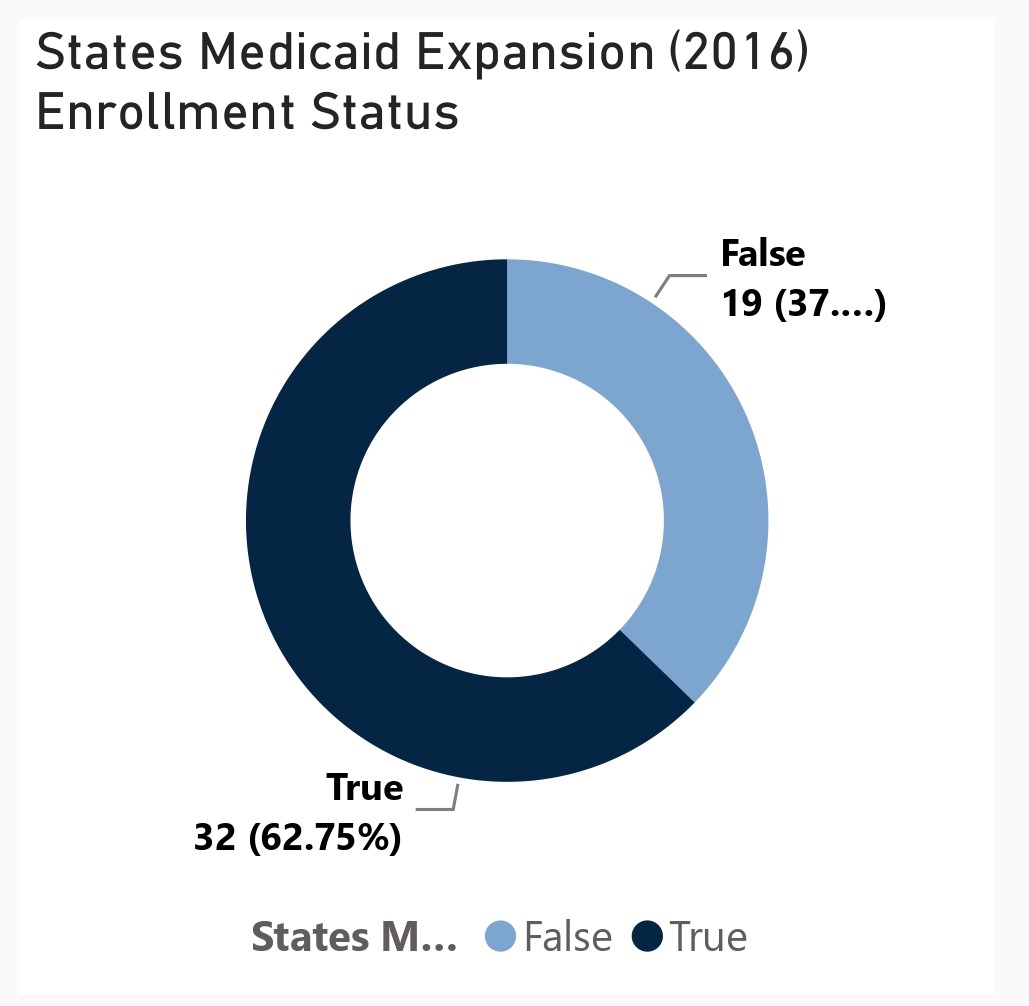 States Medicaid Expansion (2016)
Enrollment Status
False
19 (37....)
True
32 (62.75%)
States M... False True